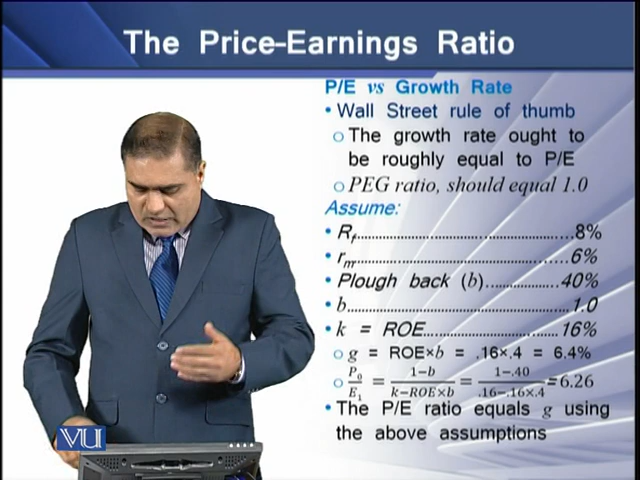 The Price–Earnings Ratio
P/E vs Growth Rate
• Wall Street rule of thumb
o The growth rate ought to
be roughly equal to P/E
o PEG ratio, should equal 1.0
Assume:
• Rf..........................................8%
• rm..........................................6%
• Plough back (b)...............40%
• b..........................................1.0
• k = ROE..........................16%
o g = ROE×b = .16×.4 = 6.4%
o P0/E1 = 1−b/k−ROE×b = 1−.40/.16−.16×.4 =6.26
• The P/E ratio equals g using
the above assumptions
VU